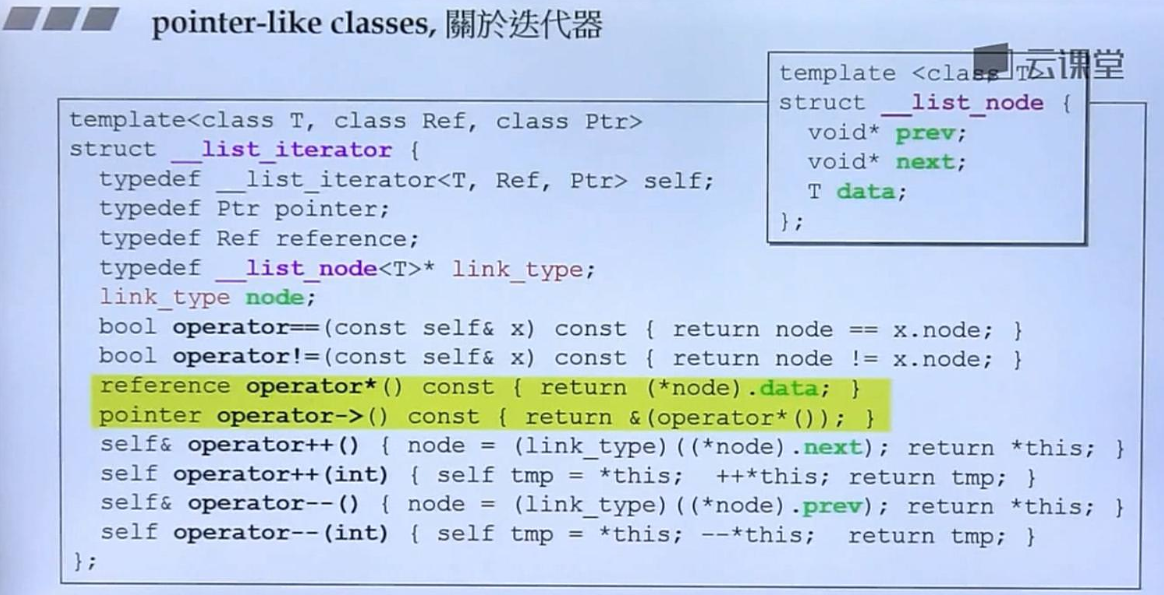 pointer-like classes, 關於迭代器
云课堂
template <class T>
struct __list_node {
void* prev;
void* next;
T data;
};
template<class T, class Ref, class Ptr>
struct __list_iterator {
typedef __list_iterator<T, Ref, Ptr> self;
typedef Ptr pointer;
typedef Ref reference;
typedef __list_node<T>* link_type;
link_type node;
bool operator==(const self& x) const { return node == x.node; }
bool operator!=(const self& x) const { return node != x.node; }
reference operator*() const { return (*node).data; }
pointer operator->() const { return &(operator*()); }
self& operator++() { node = (link_type)((*node).next); return *this; }
self operator++(int) { self tmp = *this; ++*this; return tmp; }
self& operator--() { node = (link_type)((*node).prev); return *this; }
self operator--(int) { self tmp = *this; --*this; return tmp; }
};